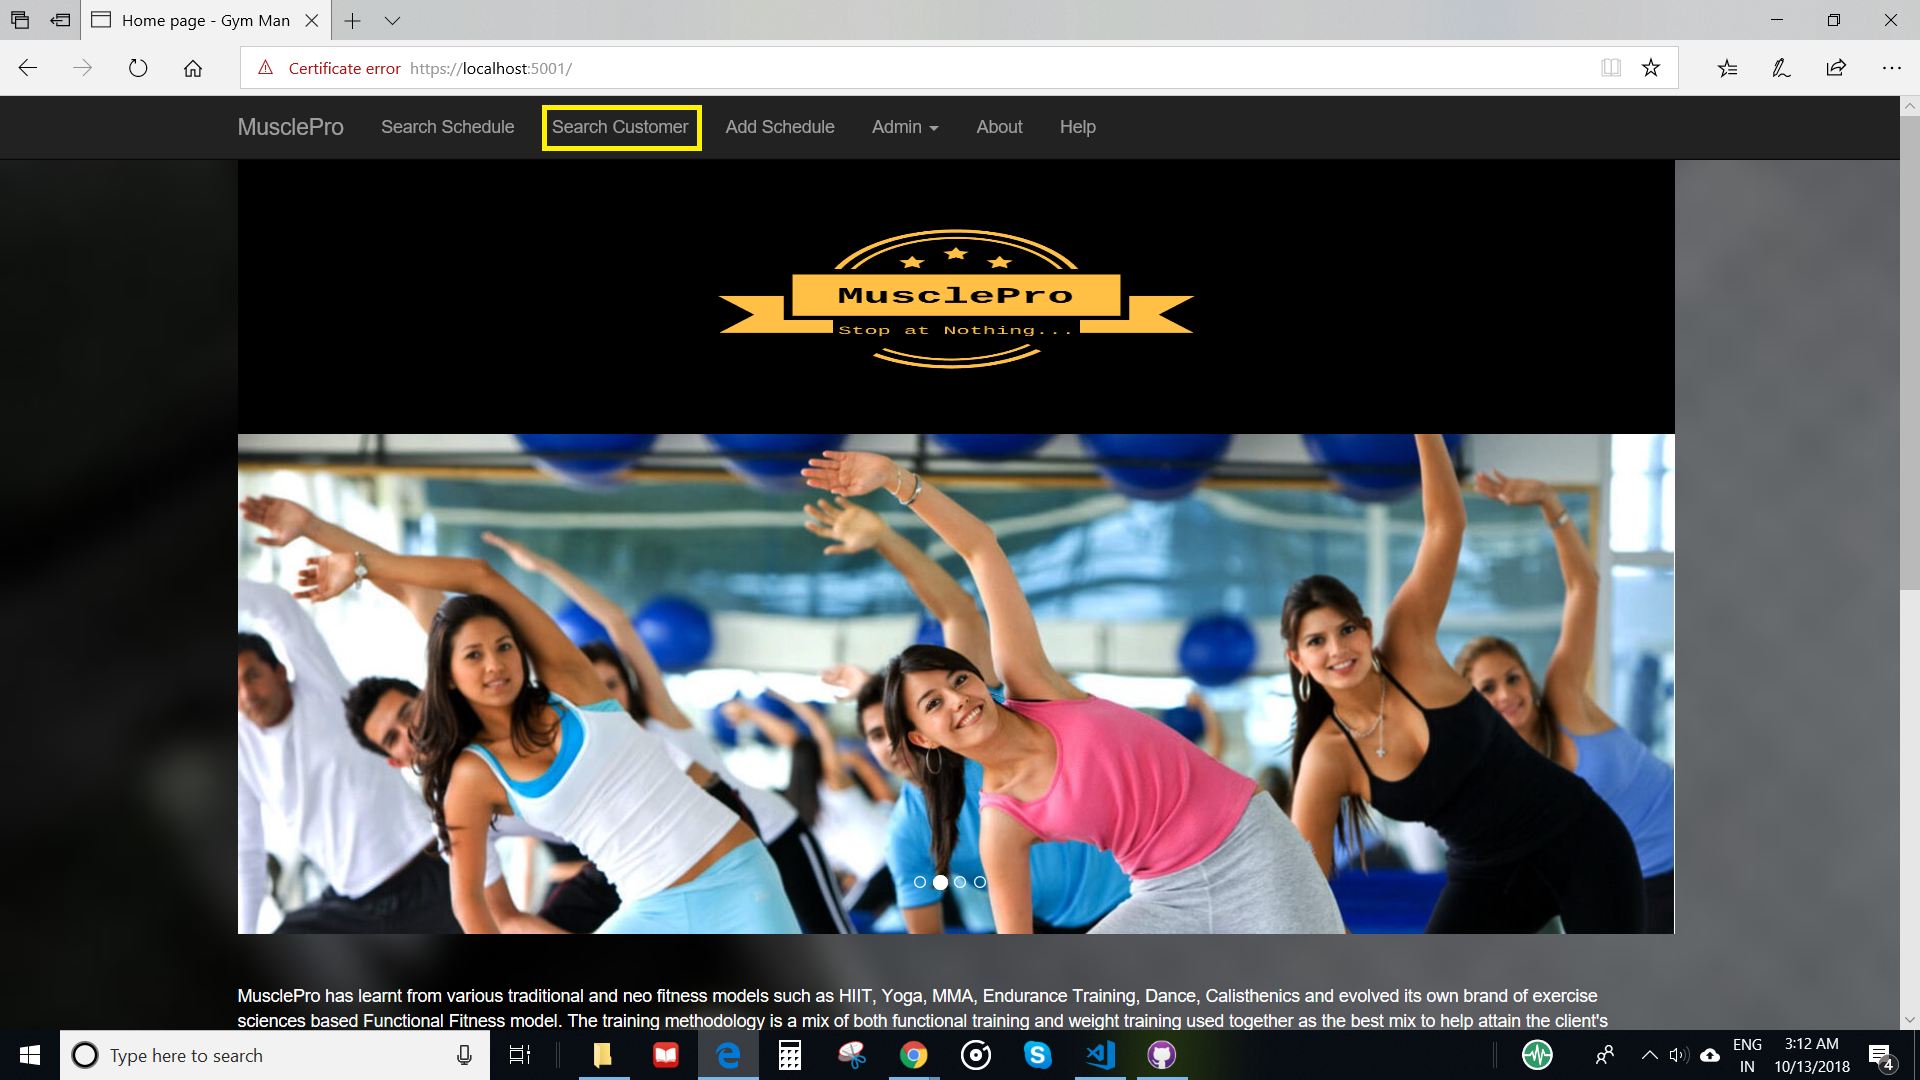 Home page - Gym Man
Certificate error https://localhost:5001/
MusclePro Search Schedule Search Customer Add Schedule Admin About Help
MusclePro
Stop at Nothing...
MusclePro has learnt from various traditional and neo fitness models such as HIIT, Yoga, MMA, Endurance Training, Dance, Calisthenics and evolved its own brand of exercise
sciences based Functional Fitness model. The training methodology is a mix of both functional training and weight training used together as the best mix to help attain the client's
Type here to search
ENG
IN
3:12 AM
10/13/2018
4